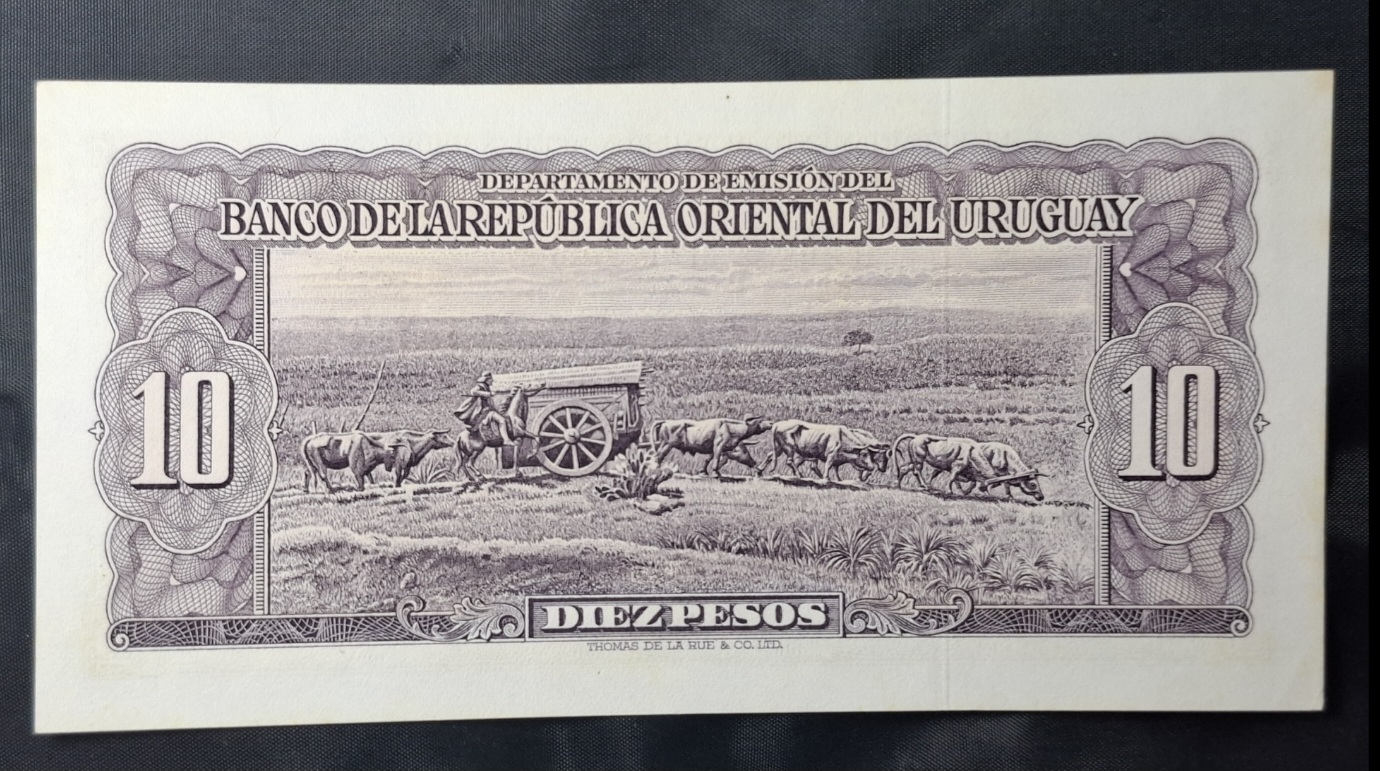 DEPARTAMENTO DE EMISIÓN DEL
BANCO DE LA REPÚBLICA ORIENTAL DEL URUGUAY
10 10
DIEZ PESOS
THOMAS DE LA RUE & CO. LTD.